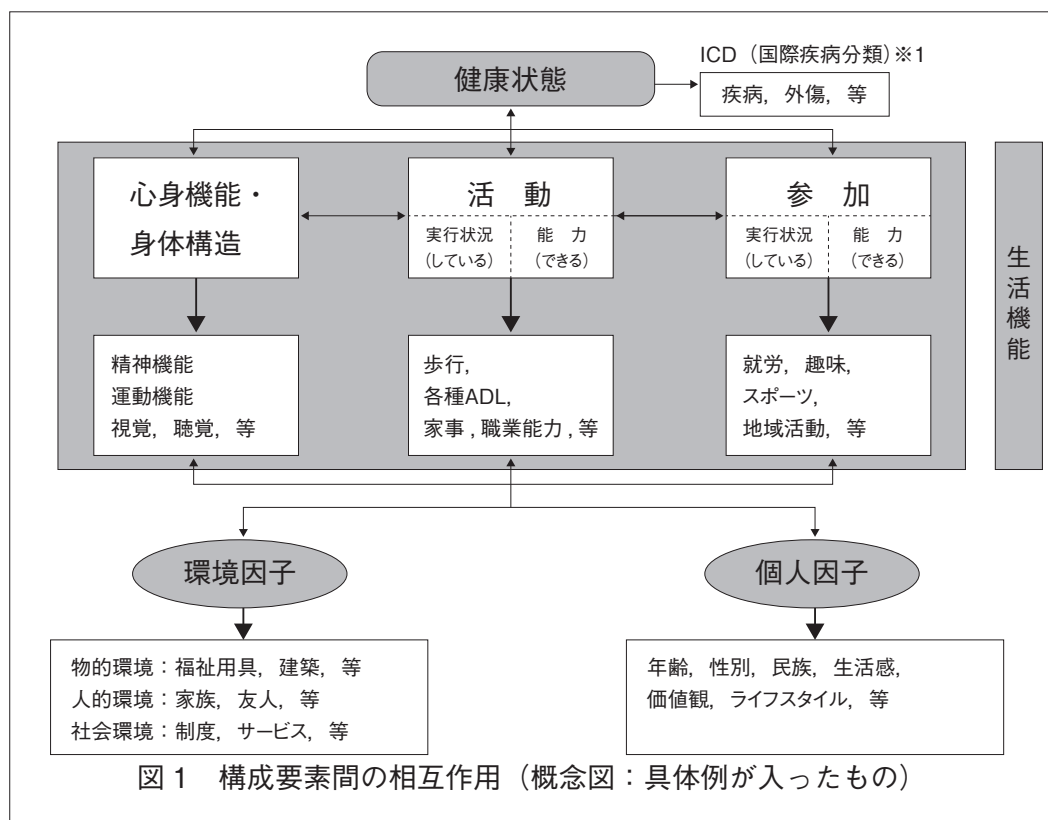 健康状態
ICD（国際疾病分類）※1
疾病，外傷，等
心身機能・
身体構造
活　動
実行状況
(している)
能　力
(できる)
参　加
実行状況
(している)
能　力
(できる)
生活機能
精神機能
運動機能
視覚，聴覚，等
歩行，
各種ADL，
家事，職業能力，等
就労，趣味，
スポーツ，
地域活動，等
環境因子
個人因子
物的環境：福祉用具，建築，等
人的環境：家族，友人，等
社会環境：制度，サービス，等
年齢，性別，民族，生活感，
価値観，ライフスタイル，等
図1　構成要素間の相互作用（概念図：具体例が入ったもの）